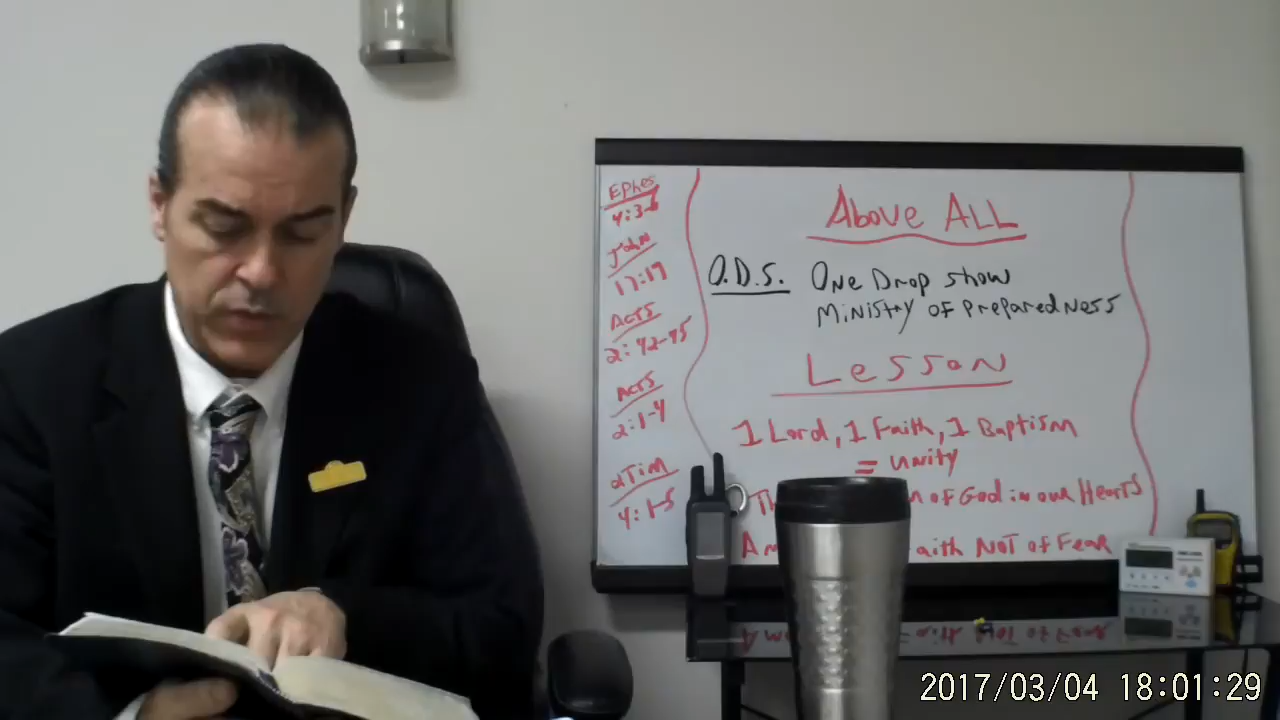 Ephes
4:3-6
John
17:17
Acts
2:42-45
Acts
2:1-4
2Tim
4:1-5
Above ALL
O.D.S. One Drop show
Ministry of PreparedNess
Lesson
1 Lord, 1 Faith, 1 Baptism
= unity
of God in our Hearts
aith NOT of Fear
2017/03/04 18:01:29